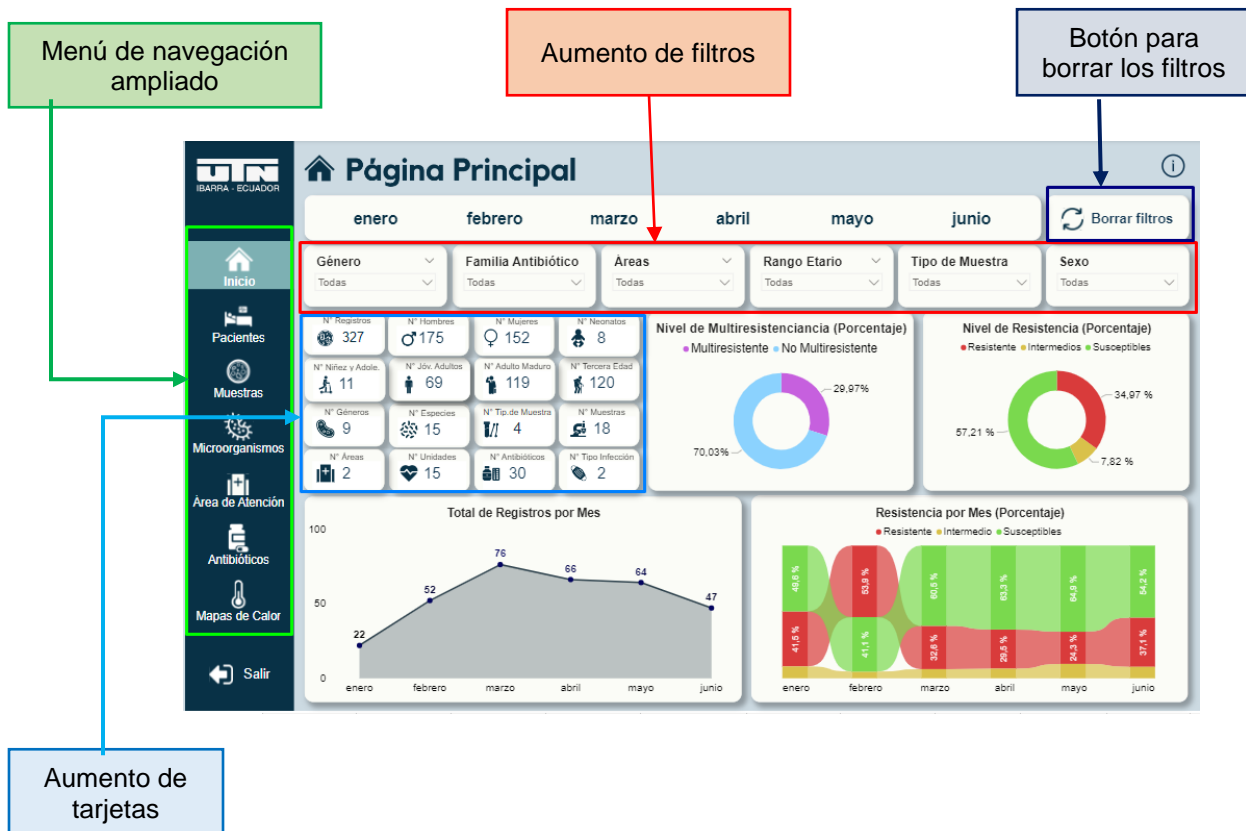 Menú de navegación
ampliado
Aumento de filtros
Botón para
borrar los filtros
UTN
IBARRA - ECUADOR
Página Principal
i
enero febrero marzo abril mayo junio
Borrar filtros
Género Familia Antibiótico Áreas Rango Etario Tipo de Muestra Sexo
Todas Todas Todas Todas Todas Todas
Inicio
Pacientes
Muestras
Microorganismos
Área de Atención
Antibióticos
Mapas de Calor
Salir
N° Registros N° Hombres N° Mujeres N° Neonatos
327 175 152 8
N° Niñez y Adole. N° Jóv. Adultos N° Adulto Maduro N° Tercera Edad
11 69 119 120
N° Géneros N° Especies N° Tip.de Muestra N° Muestras
9 15 4 18
N° Áreas N° Unidades N° Antibióticos N° Tipo Infección
2 15 30 2
Nivel de Multiresistenciancia (Porcentaje)
Multiresistente No Multiresistente
29,97%
70,03%
Nivel de Resistencia (Porcentaje)
Resistente Intermedios Susceptibles
34,97 %
57,21 %
7,82 %
Total de Registros por Mes
100
50
0
22
52
76
66
64
47
enero febrero marzo abril mayo junio
Resistencia por Mes (Porcentaje)
Resistente Intermedio Susceptibles
49,6 % 53,9 % 60,5 % 63,3 % 64,9 % 54,2 %
41,5 % 41,1 % 32,6 % 29,5 % 24,3 % 37,1 %
enero febrero marzo abril mayo junio
Aumento de
tarjetas